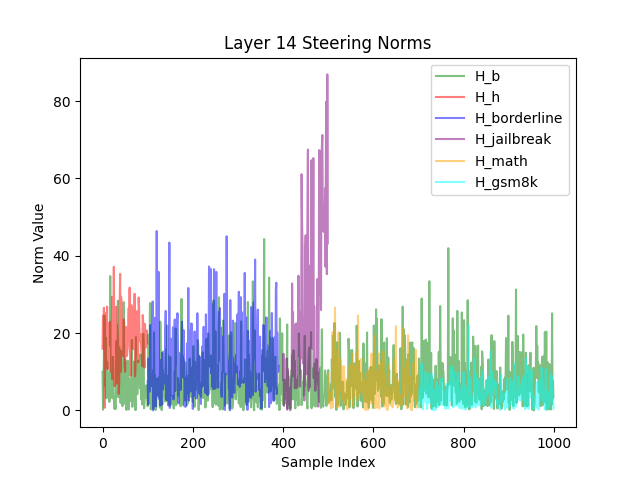 Layer 14 Steering Norms
Norm Value
80
60
40
20
0
0
200
400
600
800
1000
Sample Index
H_b
H_h
H_borderline
H_jailbreak
H_math
H_gsm8k